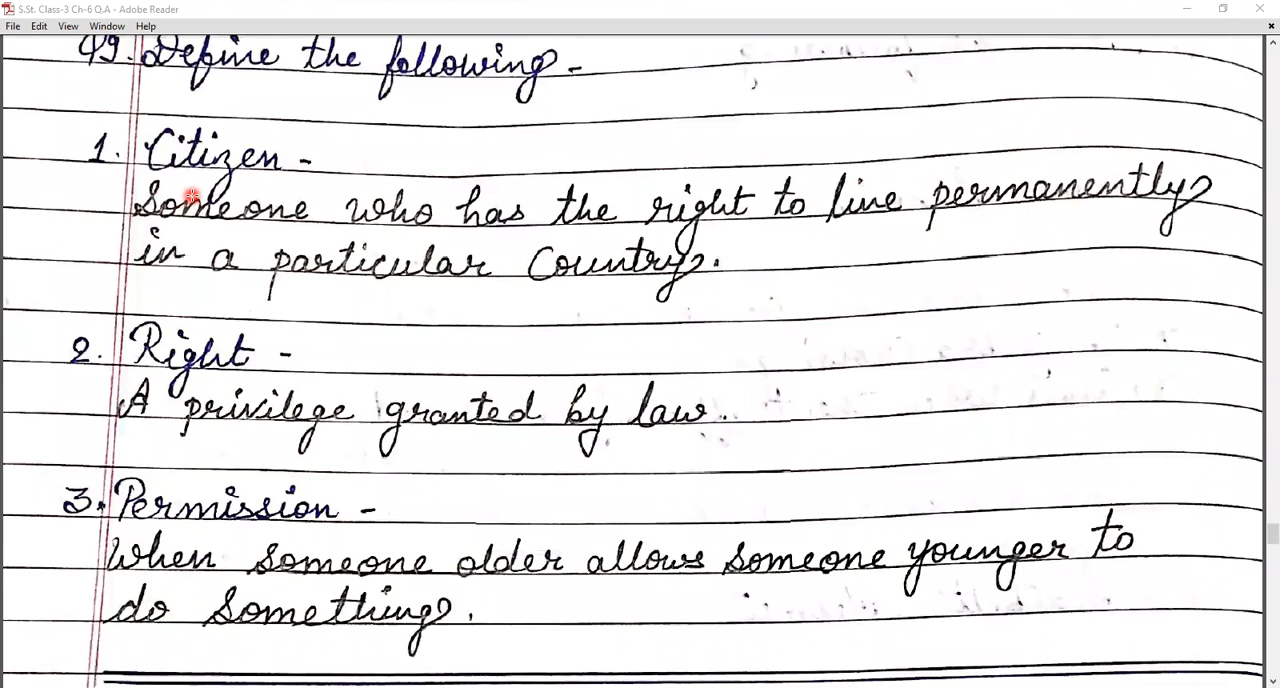 S.St. Class-3 Ch-6 Q.A - Adobe Reader
File Edit View Window Help
Q9. Define the following -
1. Citizen -
Someone who has the right to live permanently
in a particular Country.
2. Right -
A privilege granted by law.
3. Permission -
When someone older allows someone younger to
do something.